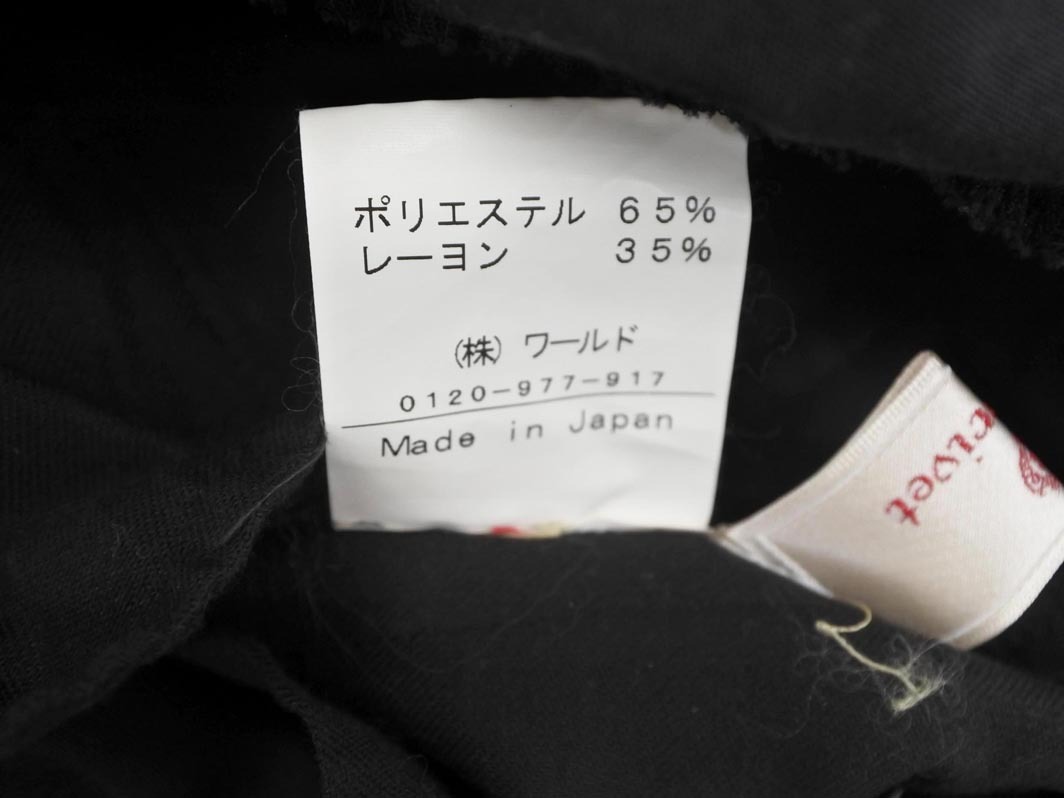 ポリエステル 65%
レーヨン 35%
(株) ワールド
0120-977-917
Made in Japan
rivet